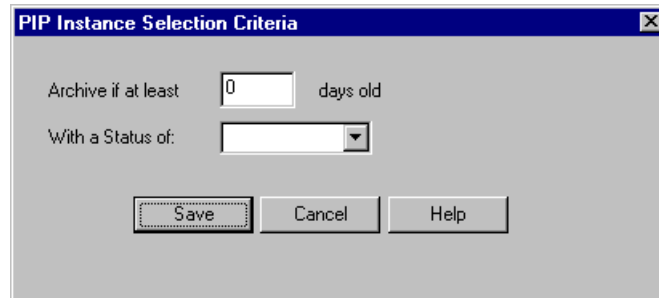 PIP Instance Selection Criteria
Archive if at least 0 days old
With a Status of:
Save Cancel Help